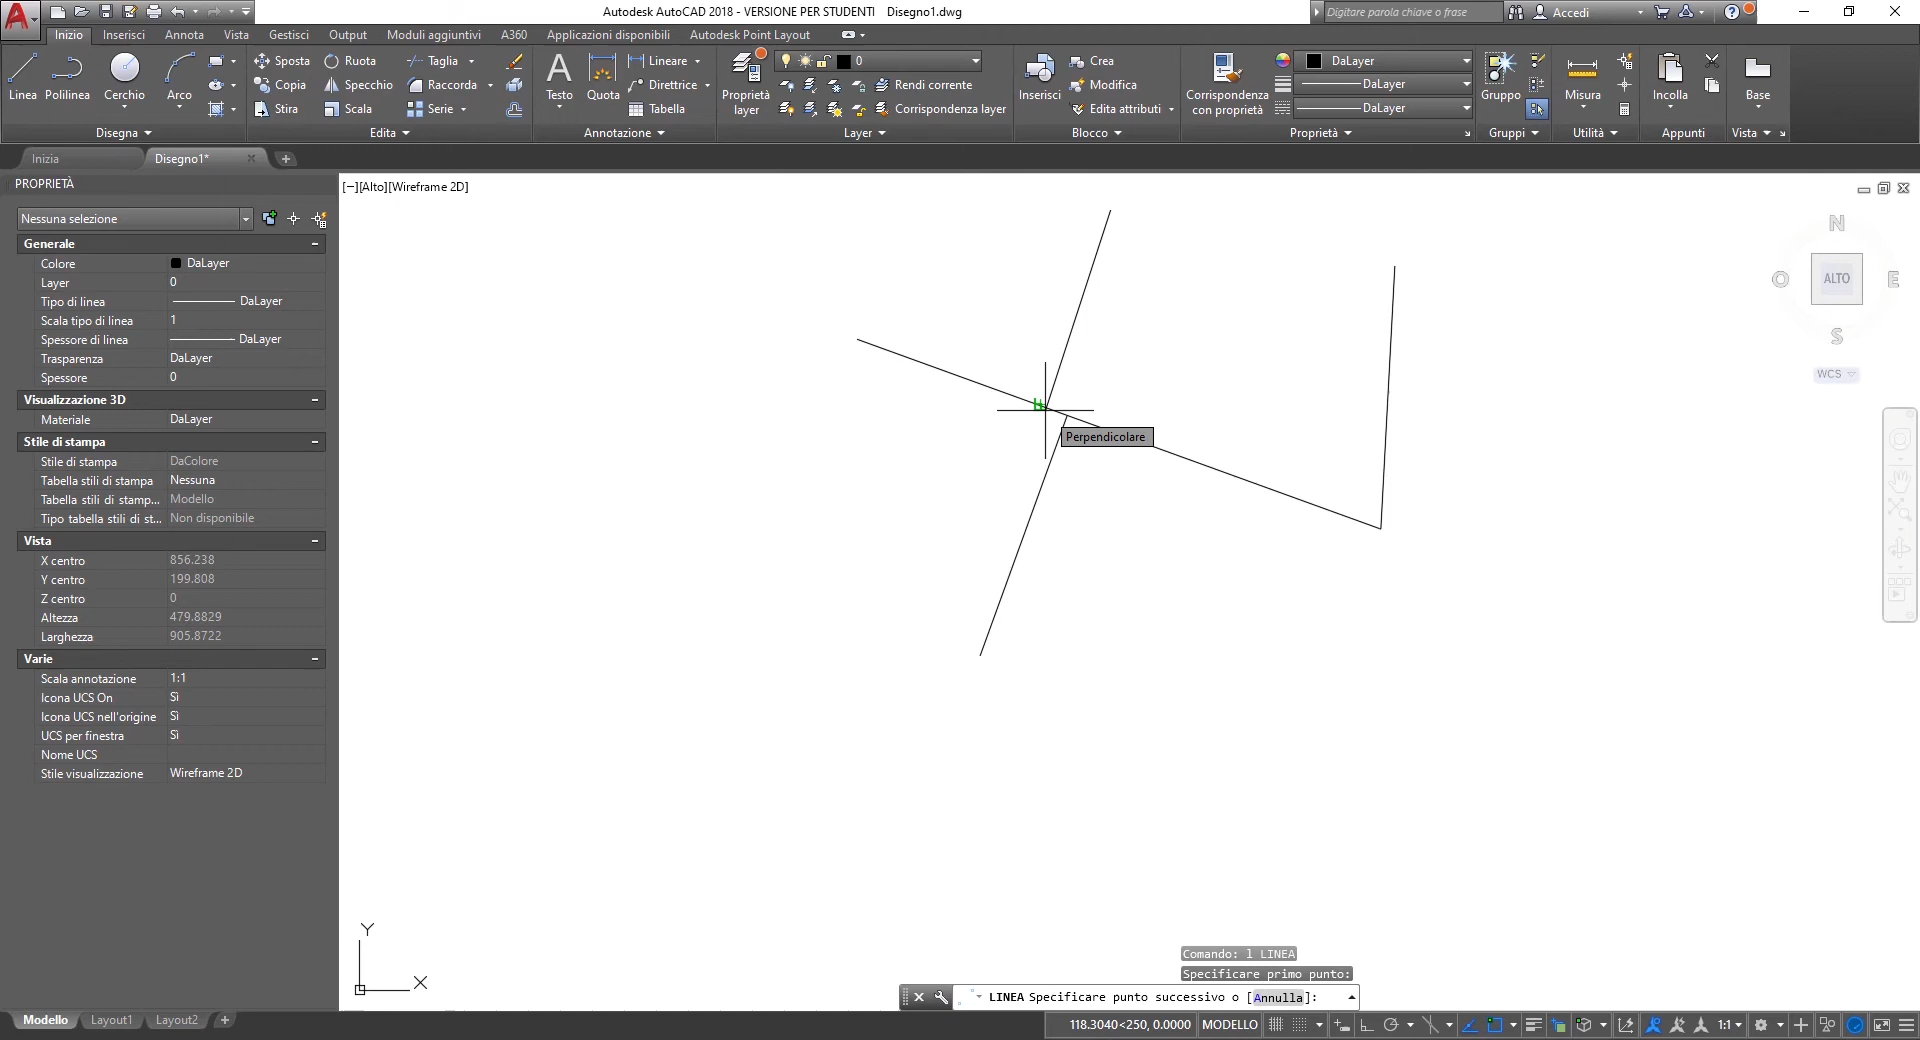 Autodesk AutoCAD 2018 - VERSIONE PER STUDENTI Disegno1.dwg
Digitare parola chiave o frase
Accedi
Inizio Inserisci Annota Vista Gestisci Output Moduli aggiuntivi A360 Applicazioni disponibili Autodesk Point Layout
Linea Polilinea Cerchio Arco
Disegna
Sposta Ruota Taglia
Copia Specchio Raccorda
Stira Scala Serie
Edita
Testo Quota
Lineare
Direttrice
Tabella
Annotazione
Proprietà
layer
0
Rendi corrente
Corrispondenza layer
Layer
Inserisci
Crea
Modifica
Edita attributi
Blocco
Corrispondenza
con proprietà
DaLayer
DaLayer
DaLayer
Proprietà
Gruppo
Gruppi
Misura
Utilità
Incolla
Appunti
Base
Vista
Inizia Disegno1*
PROPRIETÀ
Nessuna selezione
Generale
Colore DaLayer
Layer 0
Tipo di linea DaLayer
Scala tipo di linea 1
Spessore di linea DaLayer
Trasparenza DaLayer
Spessore 0
Visualizzazione 3D
Materiale DaLayer
Stile di stampa
Stile di stampa DaColore
Tabella stili di stampa Nessuna
Tabella stili di stamp... Modello
Tipo tabella stili di st... Non disponibile
Vista
X centro 856.238
Y centro 199.808
Z centro 0
Altezza 479.8829
Larghezza 905.8722
Varie
Scala annotazione 1:1
Icona UCS On Sì
Icona UCS nell'origine Sì
UCS per finestra Sì
Nome UCS
Stile visualizzazione Wireframe 2D
[−][Alto][Wireframe 2D]
N
O ALTO E
S
WCS
Perpendicolare
Y
X
Comando: l LINEA
Specificare primo punto:
LINEA Specificare punto successivo o [Annulla]:
Modello Layout1 Layout2 +
118.3040<250, 0.0000 MODELLO 1:1